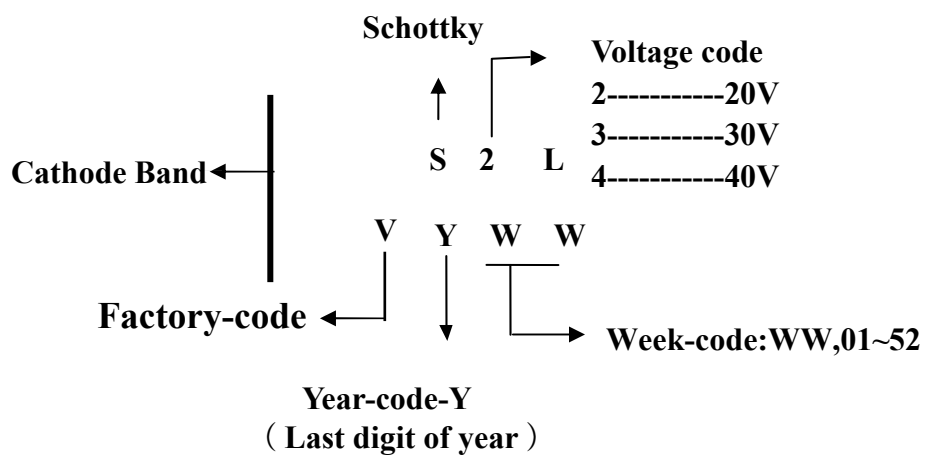 Schottky
Voltage code
2-----------20V
3-----------30V
4-----------40V
S 2 L
Cathode Band
V Y W W
Factory-code
Week-code:WW,01~52
Year-code-Y
（Last digit of year）